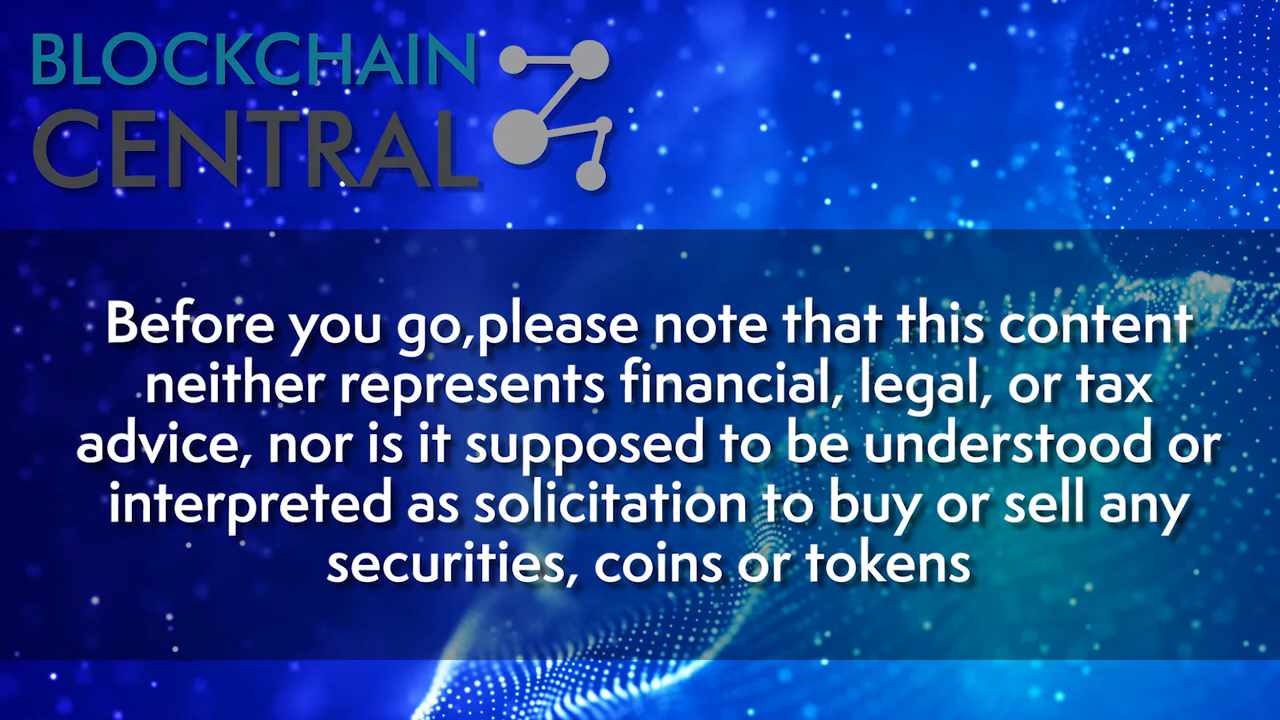 BLOCKCHAIN
CENTRAL
Before you go,please note that this content
neither represents financial, legal, or tax
advice, nor is it supposed to be understood or
interpreted as solicitation to buy or sell any
securities, coins or tokens